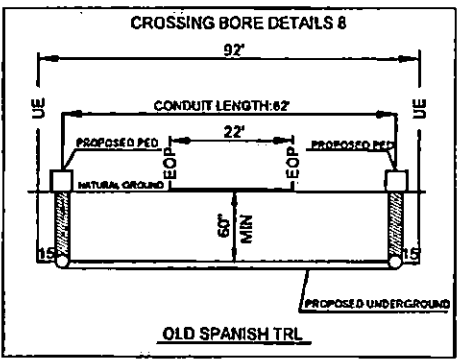 CROSSING BORE DETAILS 8
92'
UE
UE
CONDUIT LENGTH:62'
PROPOSED PED
22'
PROPOSED PED
EOP
EOP
NATURAL GROUND
60"
MIN
15'
15'
PROPOSED UNDERGROUND
OLD SPANISH TRL